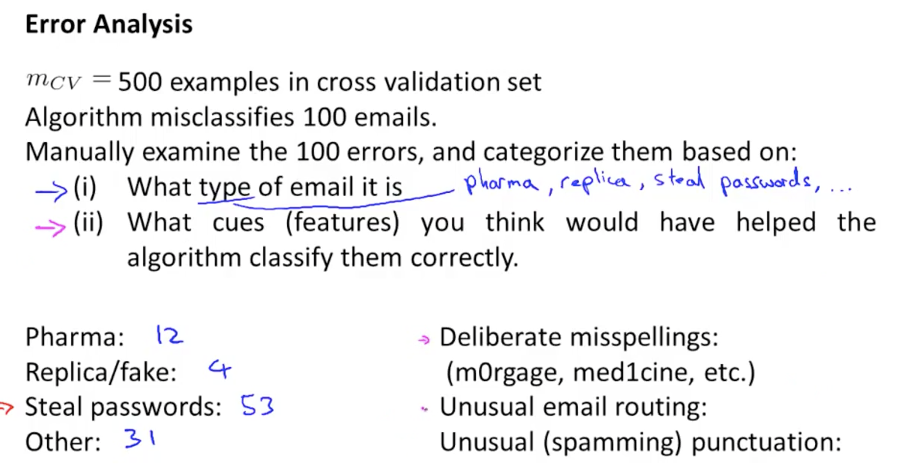 Error Analysis
mCV = 500 examples in cross validation set
Algorithm misclassifies 100 emails.
Manually examine the 100 errors, and categorize them based on:
→ (i) What type of email it is pharma, replica, steal passwords, ...
→ (ii) What cues (features) you think would have helped the
algorithm classify them correctly.
Pharma: 12
Replica/fake: 4
→ Steal passwords: 53
Other: 31
→ Deliberate misspellings:
(m0rgage, med1cine, etc.)
Unusual email routing:
Unusual (spamming) punctuation: